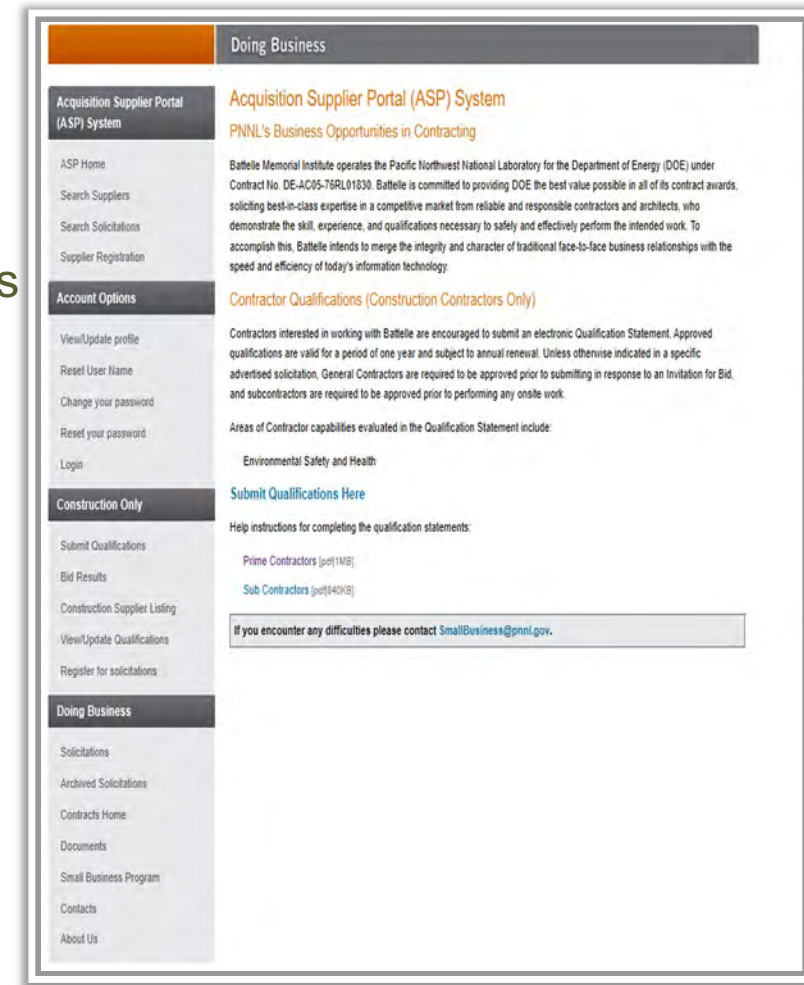 Doing Business
Acquisition Supplier Portal
(ASP) System
ASP Home
Search Suppliers
Search Solicitations
Supplier Registration
s
Account Options
View/Update profile
Reset User Name
Change your password
Reset your password
Login
Construction Only
Submit Qualifications
Bid Results
Construction Supplier Listing
View/Update Qualifications
Register for solicitations
Doing Business
Solicitations
Archived Solicitations
Contracts Home
Documents
Small Business Program
Contacts
About Us
Acquisition Supplier Portal (ASP) System
PNNL's Business Opportunities in Contracting
Battelle Memorial Institute operates the Pacific Northwest National Laboratory for the Department of Energy (DOE) under
Contract No. DE-AC05-76RL01830. Battelle is committed to providing DOE the best value possible in all of its contract awards,
soliciting best-in-class expertise in a competitive market from reliable and responsible contractors and architects, who
demonstrate the skill, experience, and qualifications necessary to safely and effectively perform the intended work. To
accomplish this, Battelle intends to merge the integrity and character of traditional face-to-face business relationships with the
speed and efficiency of today's information technology.
Contractor Qualifications (Construction Contractors Only)
Contractors interested in working with Battelle are encouraged to submit an electronic Qualification Statement. Approved
qualifications are valid for a period of one year and subject to annual renewal. Unless otherwise indicated in a specific
advertised solicitation, General Contractors are required to be approved prior to submitting in response to an Invitation for Bid,
and subcontractors are required to be approved prior to performing any onsite work.
Areas of Contractor capabilities evaluated in the Qualification Statement include:
Environmental Safety and Health
Submit Qualifications Here
Help instructions for completing the qualification statements:
Prime Contractors [pdf|1MB]
Sub Contractors [pdf|840KB]
If you encounter any difficulties please contact SmallBusiness@pnnl.gov.